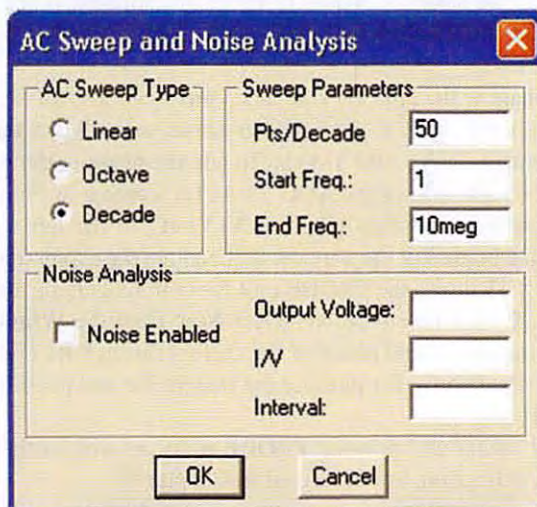 AC Sweep and Noise Analysis
AC Sweep Type
Linear
Octave
Decade
Sweep Parameters
Pts/Decade 50
Start Freq.: 1
End Freq.: 10meg
Noise Analysis
Noise Enabled
Output Voltage:
I/V
Interval:
OK Cancel